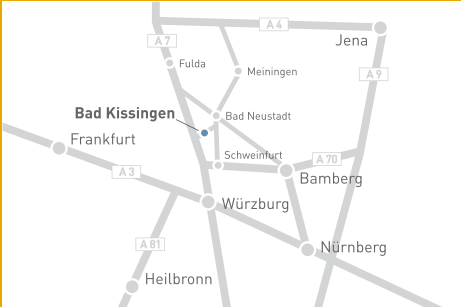 A 4
Jena
A 7
Fulda
Meiningen
A 9
Bad Kissingen
Bad Neustadt
Frankfurt
Schweinfurt
A 70
A 3
Bamberg
Würzburg
A 81
Nürnberg
Heilbronn